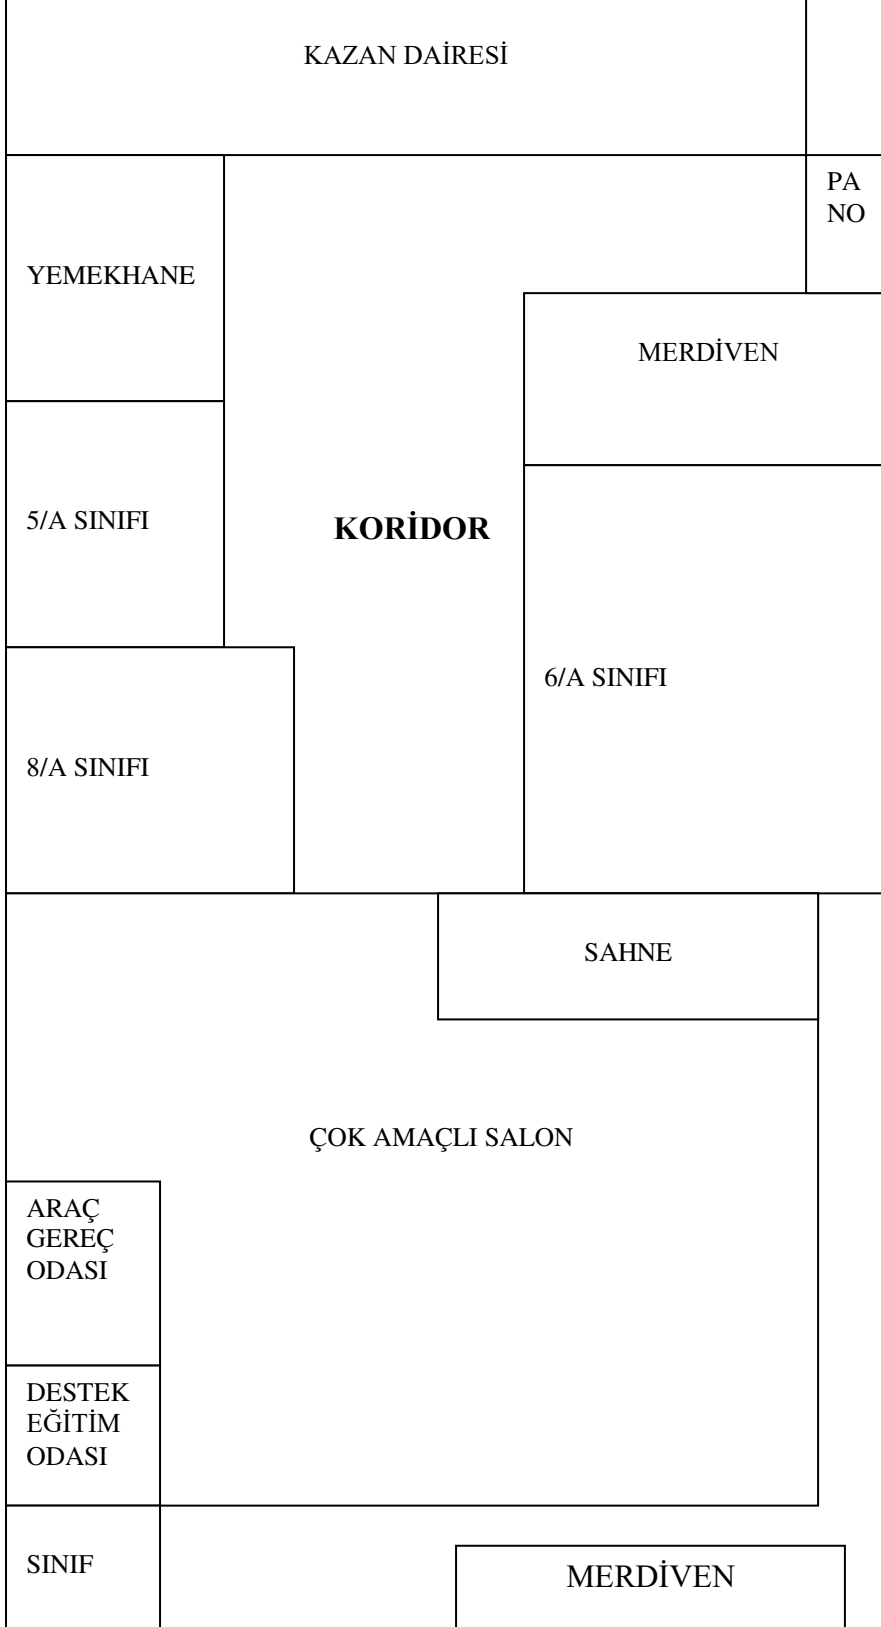 KAZAN DAİRESİ
PA
NO
YEMEKHANE
MERDİVEN
5/A SINIFI
KORİDOR
6/A SINIFI
8/A SINIFI
SAHNE
ÇOK AMAÇLI SALON
ARAÇ
GEREÇ
ODASI
DESTEK
EĞİTİM
ODASI
SINIF
MERDİVEN